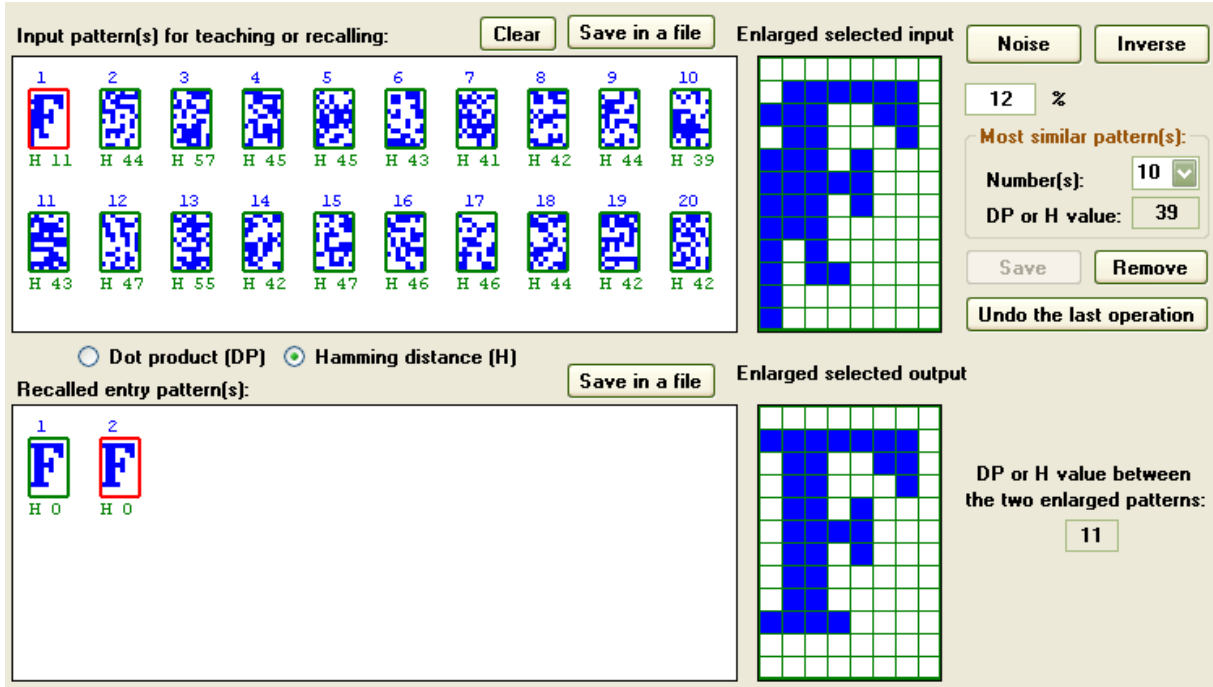 Input pattern(s) for teaching or recalling:
Clear
Save in a file
Enlarged selected input
Noise
Inverse
1 2 3 4 5 6 7 8 9 10
H 11 H 44 H 57 H 45 H 45 H 43 H 41 H 42 H 44 H 39
11 12 13 14 15 16 17 18 19 20
H 43 H 47 H 55 H 42 H 47 H 46 H 46 H 44 H 42 H 42
12 %
Most similar pattern(s):
Number(s): 10
DP or H value: 39
Save
Remove
Undo the last operation
Dot product (DP)
Hamming distance (H)
Recalled entry pattern(s):
Save in a file
Enlarged selected output
1 2
F F
H 0 H 0
DP or H value between
the two enlarged patterns:
11